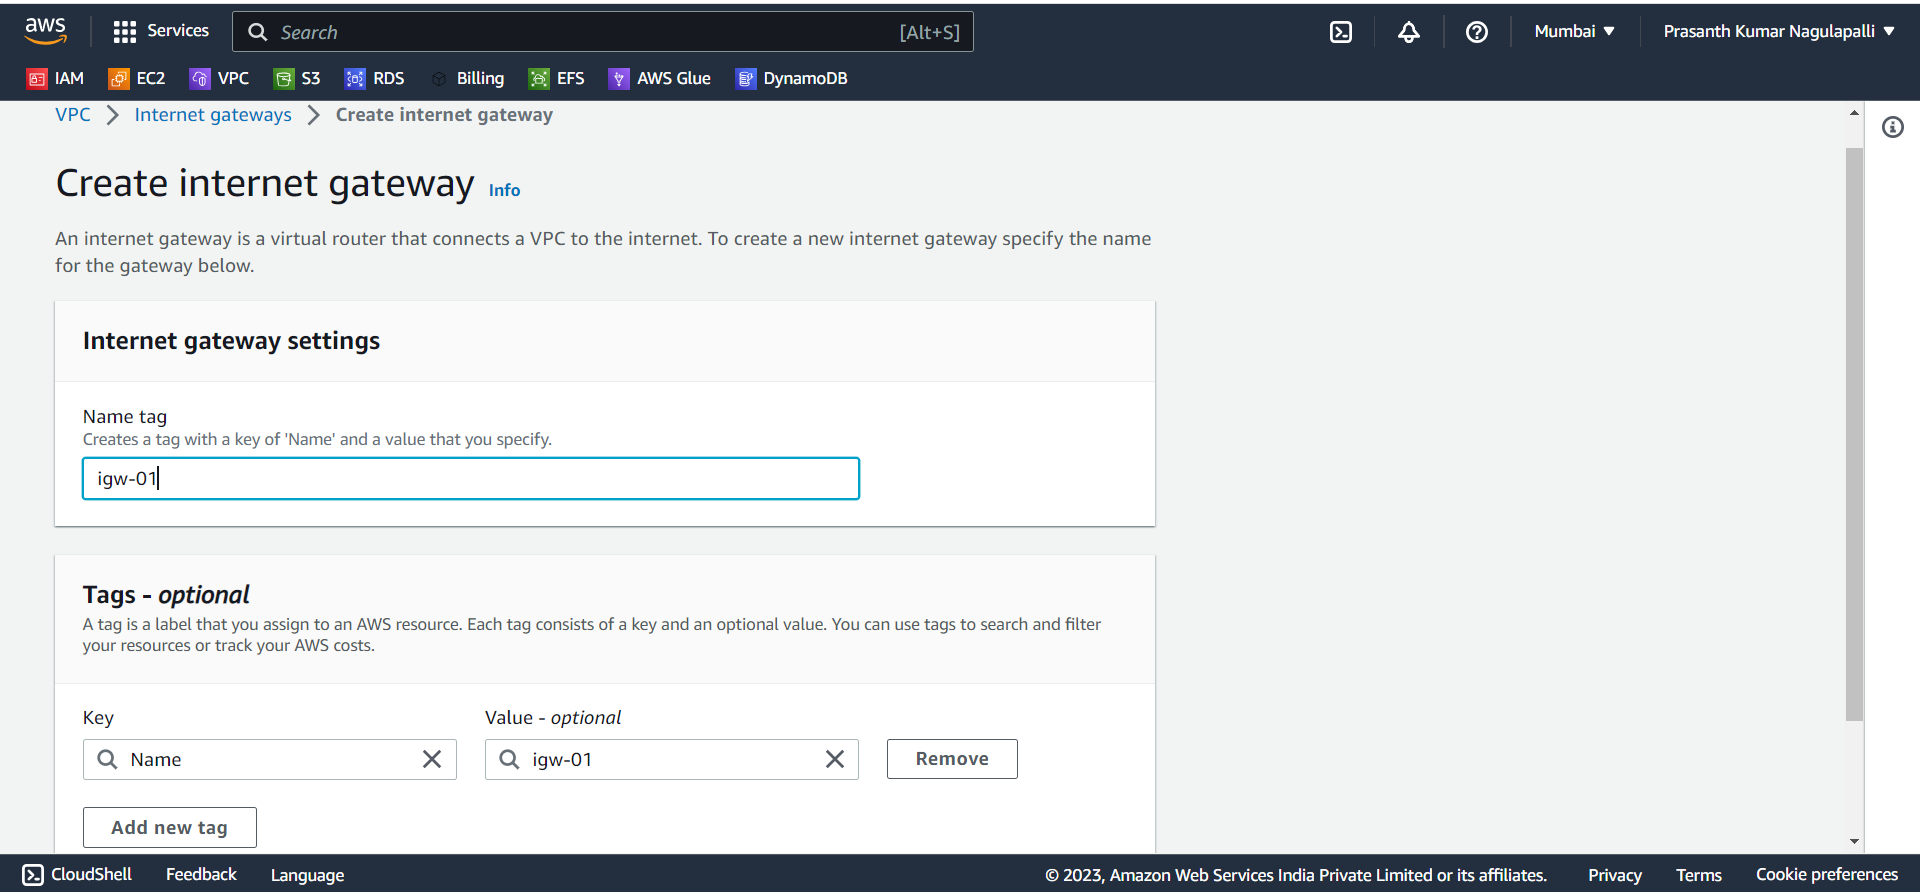 aws
Services
Search
[Alt+S]
Mumbai
Prasanth Kumar Nagulapalli
IAM
EC2
VPC
S3
RDS
Billing
EFS
AWS Glue
DynamoDB
VPC
Internet gateways
Create internet gateway
Create internet gateway
Info
An internet gateway is a virtual router that connects a VPC to the internet. To create a new internet gateway specify the name
for the gateway below.
Internet gateway settings
Name tag
Creates a tag with a key of 'Name' and a value that you specify.
igw-01
Tags - optional
A tag is a label that you assign to an AWS resource. Each tag consists of a key and an optional value. You can use tags to search and filter
your resources or track your AWS costs.
Key
Value - optional
Name
igw-01
Remove
Add new tag
CloudShell
Feedback
Language
© 2023, Amazon Web Services India Private Limited or its affiliates.
Privacy
Terms
Cookie preferences